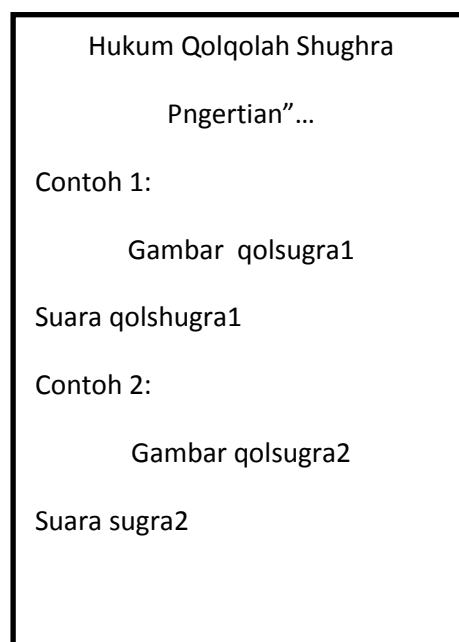 Hukum Qolqolah Shughra
Pngertian”...
Contoh 1:
Gambar  qolsugra1
Suara qolshugra1
Contoh 2:
Gambar qolsugra2
Suara sugra2